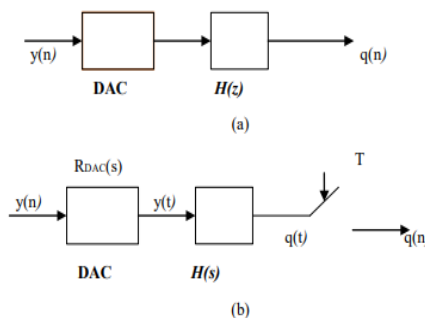 y(n) q(n)
DAC H(z)
(a)
RDAC(s) T
y(n) y(t)
q(t) q(n
DAC H(s)
(b)